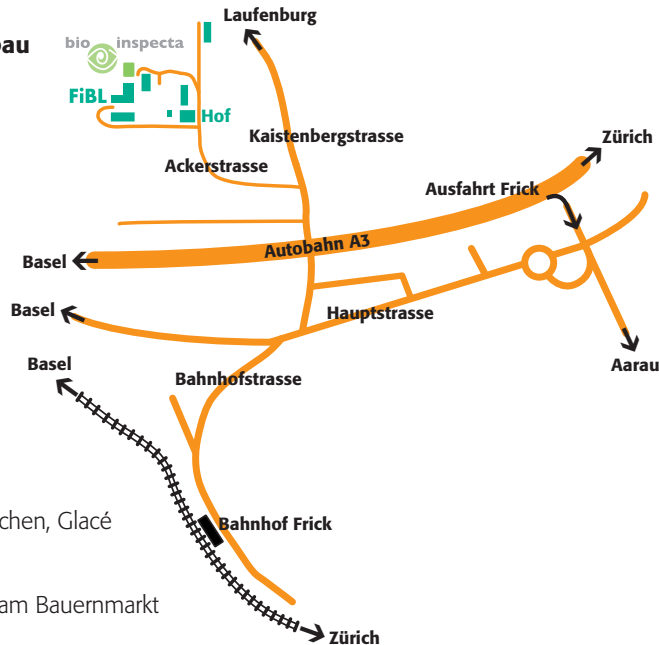 Laufenburg
bau
bio inspecta
FiBL
Hof
Kaistenbergstrasse
Zürich
Ackerstrasse
Ausfahrt Frick
Autobahn A3
Basel
Basel
Hauptstrasse
Basel
Aarau
Bahnhofstrasse
chen, Glacé
Bahnhof Frick
am Bauernmarkt
Zürich